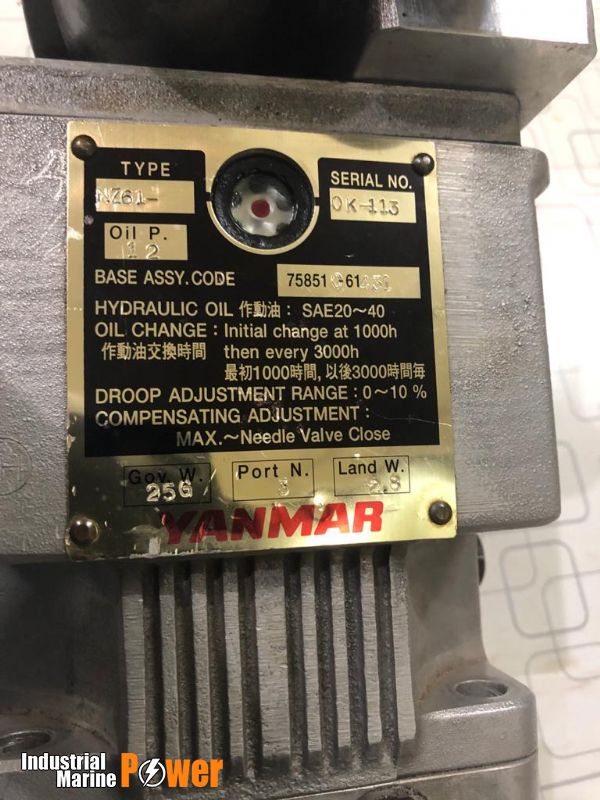 TYPE
NZ61-
SERIAL NO.
OK-113
Oil P.
12
BASE ASSY. CODE 75851
HYDRAULIC OIL 作動油: SAE20~40
OIL CHANGE: Initial change at 1000h
作動油交換時間 then every 3000h
最初1000時間, 以後3000時間毎
DROOP ADJUSTMENT RANGE: 0~10 %
COMPENSATING ADJUSTMENT:
MAX.~Needle Valve Close
Gov. W.
25G
Port N.
3
Land W.
2.8
YANMAR
Industrial
Marine Power